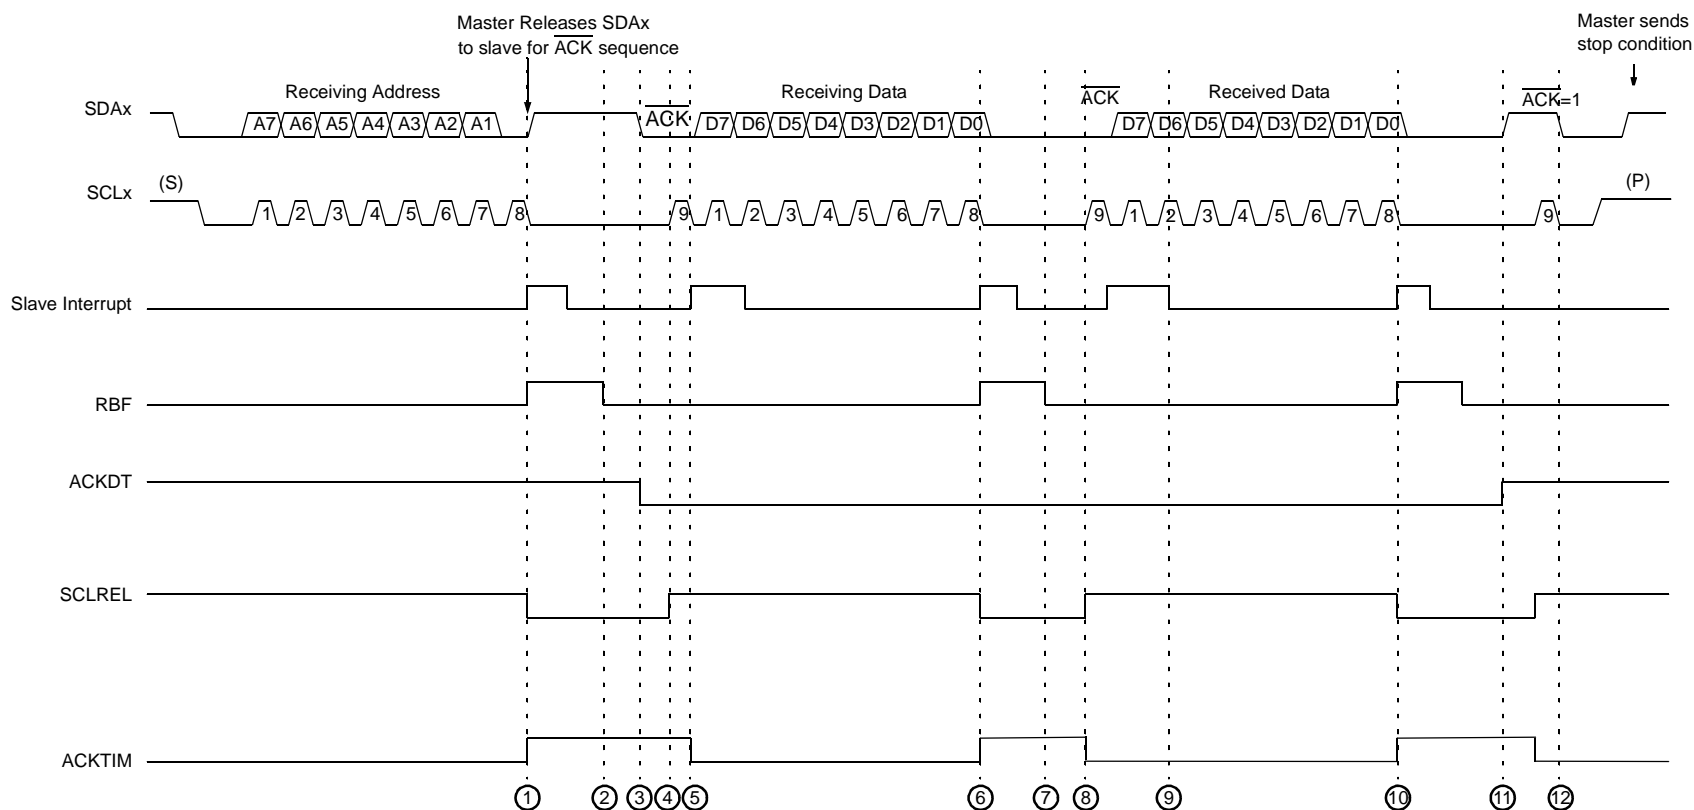 Master Releases SDAx
to slave for ACK sequence
Master sends
stop condition
Receiving Address
Receiving Data
ACK
Received Data
ACK=1
SDAx
A7 A6 A5 A4 A3 A2 A1
ACK
D7 D6 D5 D4 D3 D2 D1 D0
D7 D6 D5 D4 D3 D2 D1 D0
(S)
(P)
SCLx
1 2 3 4 5 6 7 8 9 1 2 3 4 5 6 7 8 9 1 2 3 4 5 6 7 8 9
Slave Interrupt
RBF
ACKDT
SCLREL
ACKTIM
1 2 3 4 5 6 7 8 9 10 11 12